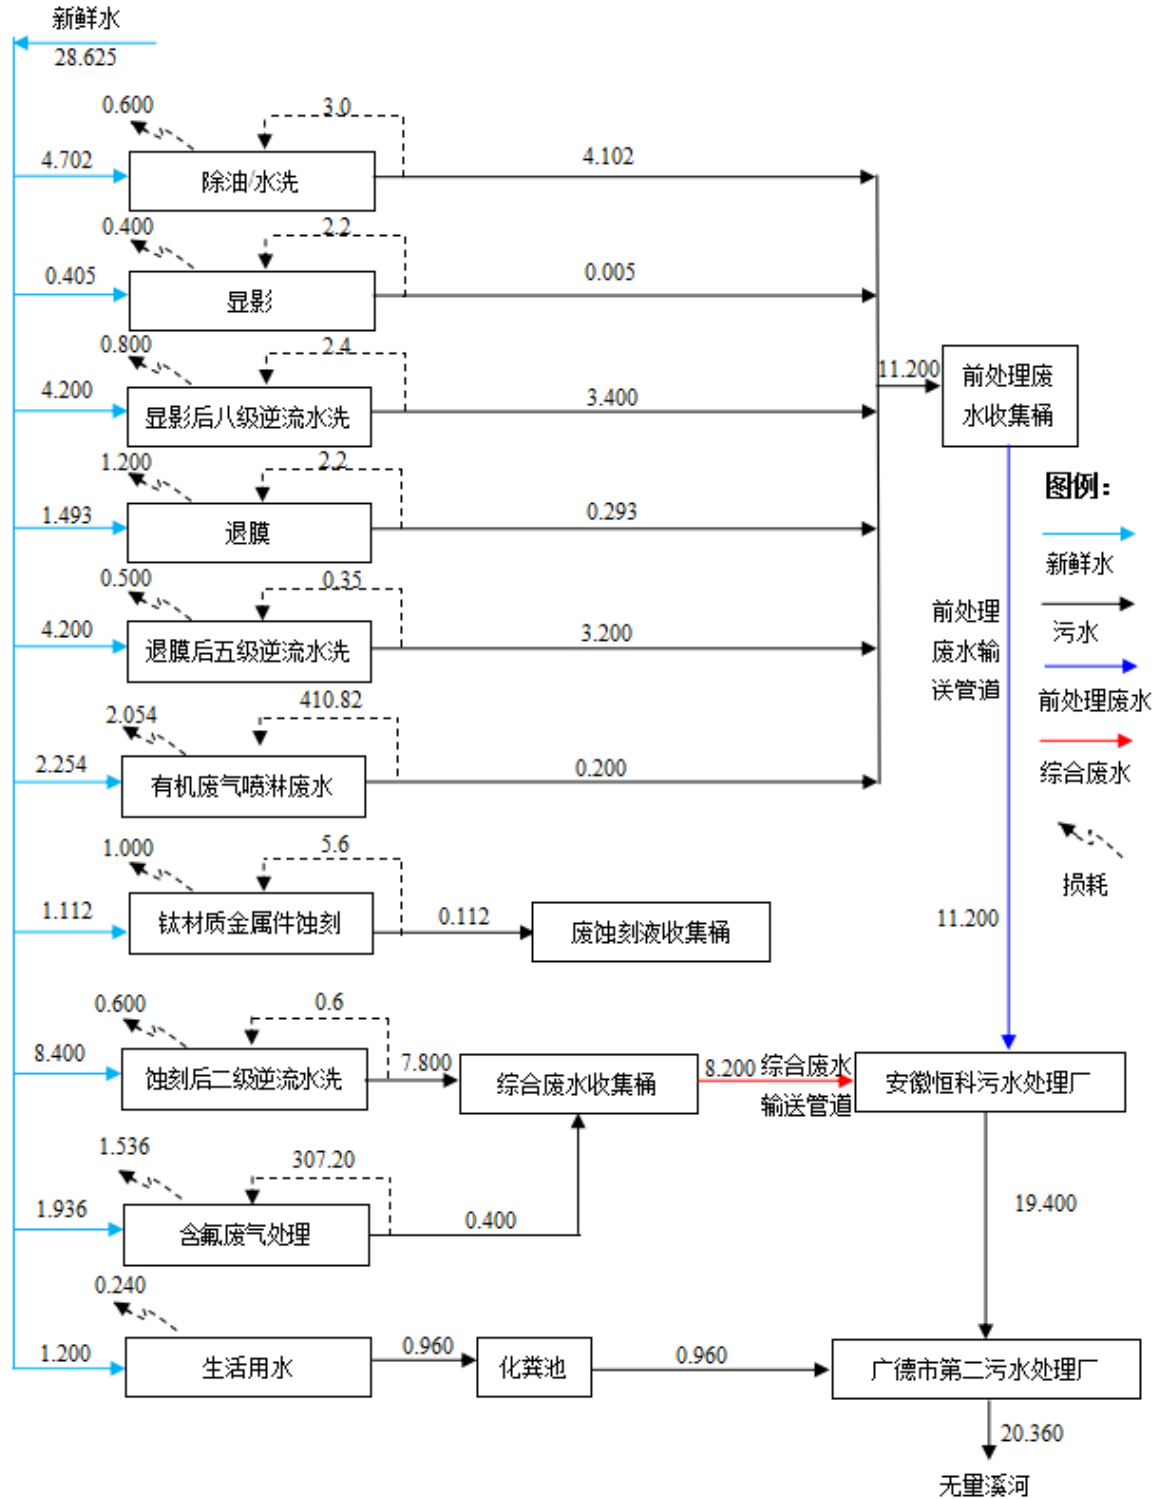 新鲜水
28.625
0.600
3.0
4.702
除油/水洗
4.102
0.400
2.2
0.405
显影
0.005
0.800
2.4
4.200
显影后八级逆流水洗
3.400
11.200
前处理废
水收集桶
1.200
2.2
1.493
退膜
0.293
图例：
新鲜水
污水
前处理废水
综合废水
损耗
0.500
0.35
4.200
退膜后五级逆流水洗
3.200
前处理
废水输
送管道
2.054
410.82
2.254
有机废气喷淋废水
0.200
1.000
5.6
1.112
钛材质金属件蚀刻
0.112
废蚀刻液收集桶
11.200
0.600
0.6
8.400
蚀刻后二级逆流水洗
7.800
综合废水收集桶
8.200
综合废水
输送管道
安徽恒科污水处理厂
1.536
307.20
1.936
含氟废气处理
0.400
19.400
0.240
1.200
生活用水
0.960
化粪池
0.960
广德市第二污水处理厂
20.360
无量溪河